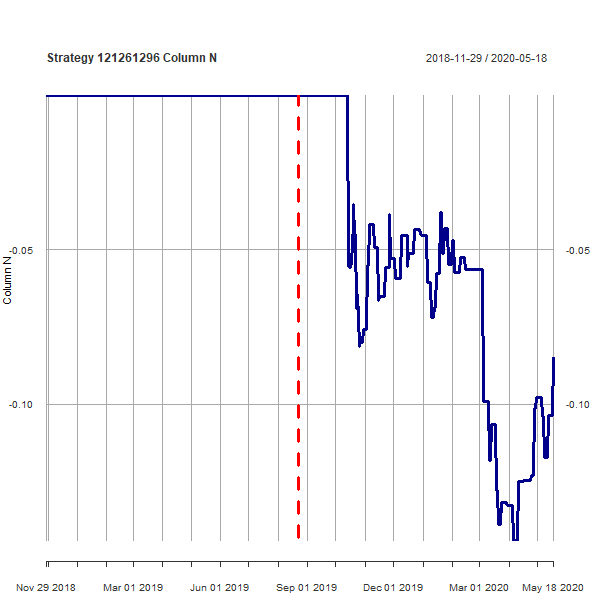 Strategy 121261296 Column N
2018-11-29 / 2020-05-18
Column N
-0.05
-0.05
-0.10
-0.10
Nov 29 2018 Mar 01 2019 Jun 01 2019 Sep 01 2019 Dec 01 2019 Mar 01 2020 May 18 2020